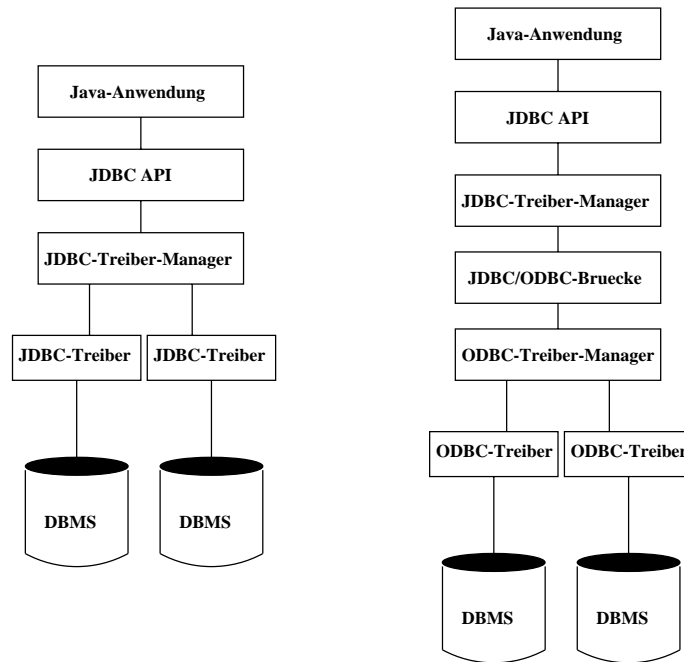 Java-Anwendung
JDBC API
JDBC-Treiber-Manager
JDBC-Treiber
JDBC-Treiber
DBMS
DBMS
Java-Anwendung
JDBC API
JDBC-Treiber-Manager
JDBC/ODBC-Bruecke
ODBC-Treiber-Manager
ODBC-Treiber
ODBC-Treiber
DBMS
DBMS